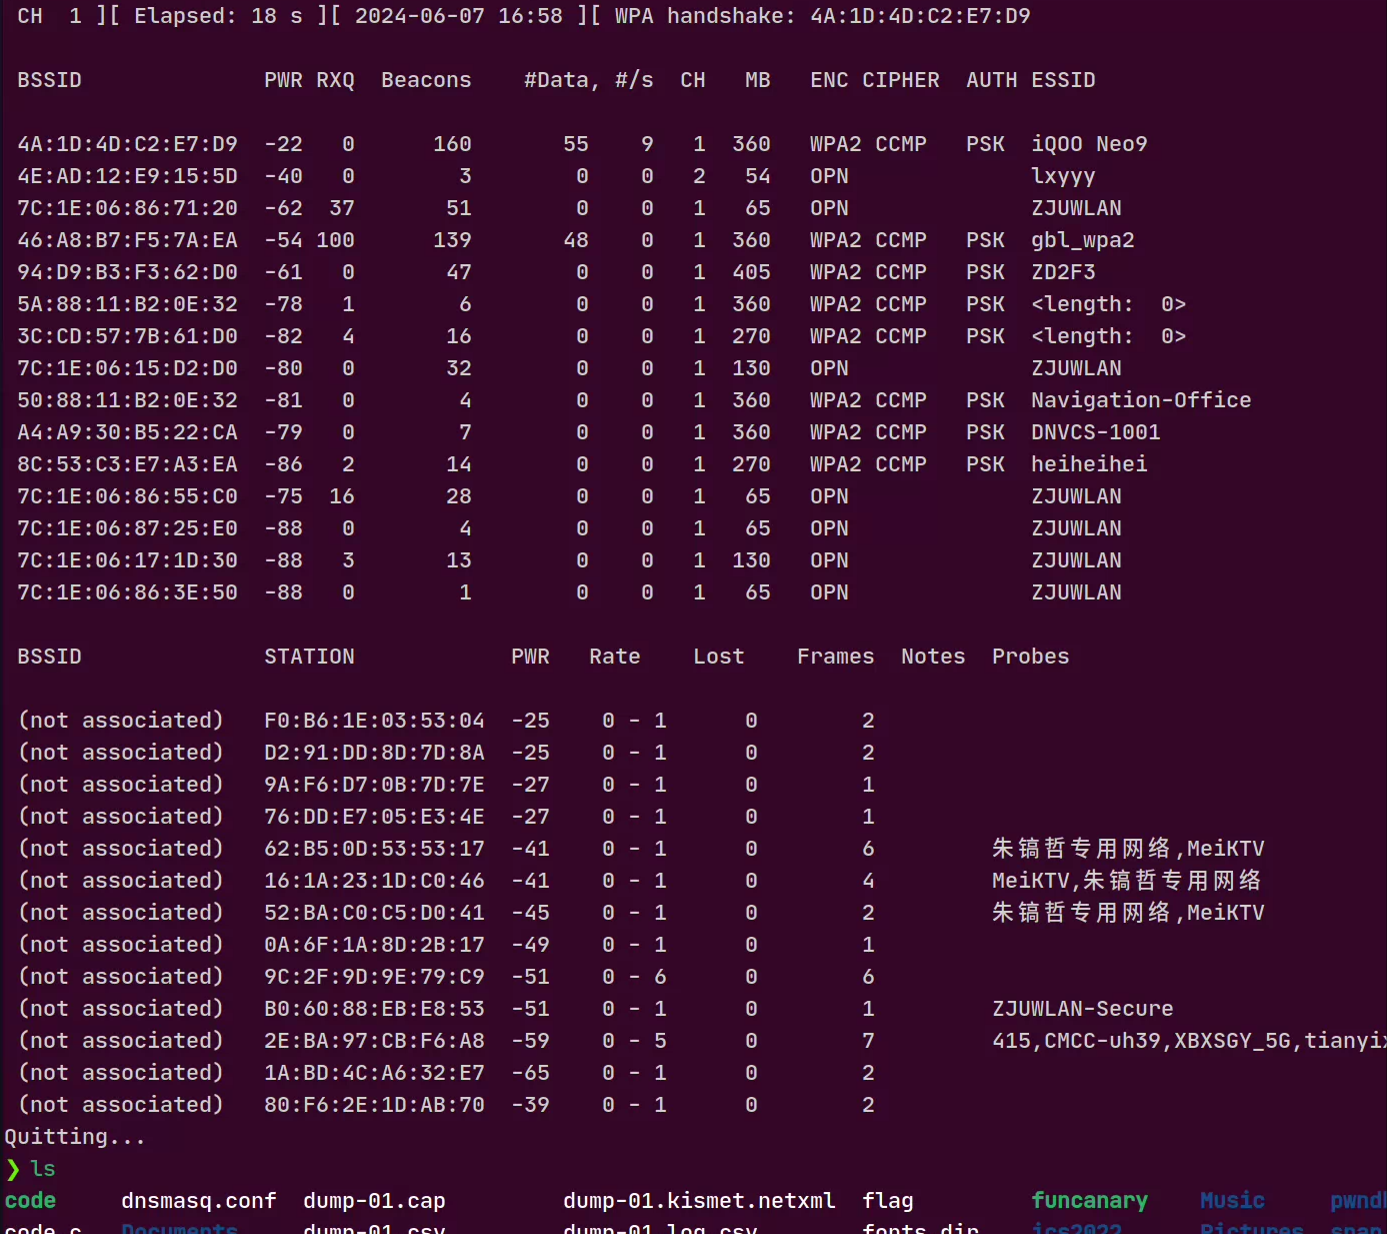 CH 1 ][ Elapsed: 18 s ][ 2024-06-07 16:58 ][ WPA handshake: 4A:1D:4D:C2:E7:D9
BSSID PWR RXQ Beacons #Data, #/s CH MB ENC CIPHER AUTH ESSID
4A:1D:4D:C2:E7:D9 -22 0 160 55 9 1 360 WPA2 CCMP PSK iQOO Neo9
4E:AD:12:E9:15:5D -40 0 3 0 0 2 54 OPN lxyyy
7C:1E:06:86:71:20 -62 37 51 0 0 1 65 OPN ZJUWLAN
46:A8:B7:F5:7A:EA -54 100 139 48 0 1 360 WPA2 CCMP PSK gbl_wpa2
94:D9:B3:F3:62:D0 -61 0 47 0 0 1 405 WPA2 CCMP PSK ZD2F3
5A:88:11:B2:0E:32 -78 1 6 0 0 1 360 WPA2 CCMP PSK <length: 0>
3C:CD:57:7B:61:D0 -82 4 16 0 0 1 270 WPA2 CCMP PSK <length: 0>
7C:1E:06:15:D2:D0 -80 0 32 0 0 1 130 OPN ZJUWLAN
50:88:11:B2:0E:32 -81 0 4 0 0 1 360 WPA2 CCMP PSK Navigation-Office
A4:A9:30:B5:22:CA -79 0 7 0 0 1 360 WPA2 CCMP PSK DNVCS-1001
8C:53:C3:E7:A3:EA -86 2 14 0 0 1 270 WPA2 CCMP PSK heiheihei
7C:1E:06:86:55:C0 -75 16 28 0 0 1 65 OPN ZJUWLAN
7C:1E:06:87:25:E0 -88 0 4 0 0 1 65 OPN ZJUWLAN
7C:1E:06:17:1D:30 -88 3 13 0 0 1 130 OPN ZJUWLAN
7C:1E:06:86:3E:50 -88 0 1 0 0 1 65 OPN ZJUWLAN
BSSID STATION PWR Rate Lost Frames Notes Probes
(not associated) F0:B6:1E:03:53:04 -25 0 - 1 0 2
(not associated) D2:91:DD:8D:7D:8A -25 0 - 1 0 2
(not associated) 9A:F6:D7:0B:7D:7E -27 0 - 1 0 1
(not associated) 76:DD:E7:05:E3:4E -27 0 - 1 0 1
(not associated) 62:B5:0D:53:53:17 -41 0 - 1 0 6 朱镐哲专用网络,MeiKTV
(not associated) 16:1A:23:1D:C0:46 -41 0 - 1 0 4 MeiKTV,朱镐哲专用网络
(not associated) 52:BA:C0:C5:D0:41 -45 0 - 1 0 2 朱镐哲专用网络,MeiKTV
(not associated) 0A:6F:1A:8D:2B:17 -49 0 - 1 0 1
(not associated) 9C:2F:9D:9E:79:C9 -51 0 - 6 0 6
(not associated) B0:60:88:EB:E8:53 -51 0 - 1 0 1 ZJUWLAN-Secure
(not associated) 2E:BA:97:CB:F6:A8 -59 0 - 5 0 7 415,CMCC-uh39,XBXSGY_5G,tianyix
(not associated) 1A:BD:4C:A6:32:E7 -65 0 - 1 0 2
(not associated) 80:F6:2E:1D:AB:70 -39 0 - 1 0 2
Quitting...
❯ ls
code dnsmasq.conf dump-01.cap dump-01.kismet.netxml flag funcanary Music
code.c Documents dump-01.csv dump-01.log.csv fonts.dir ics2022 Pictures